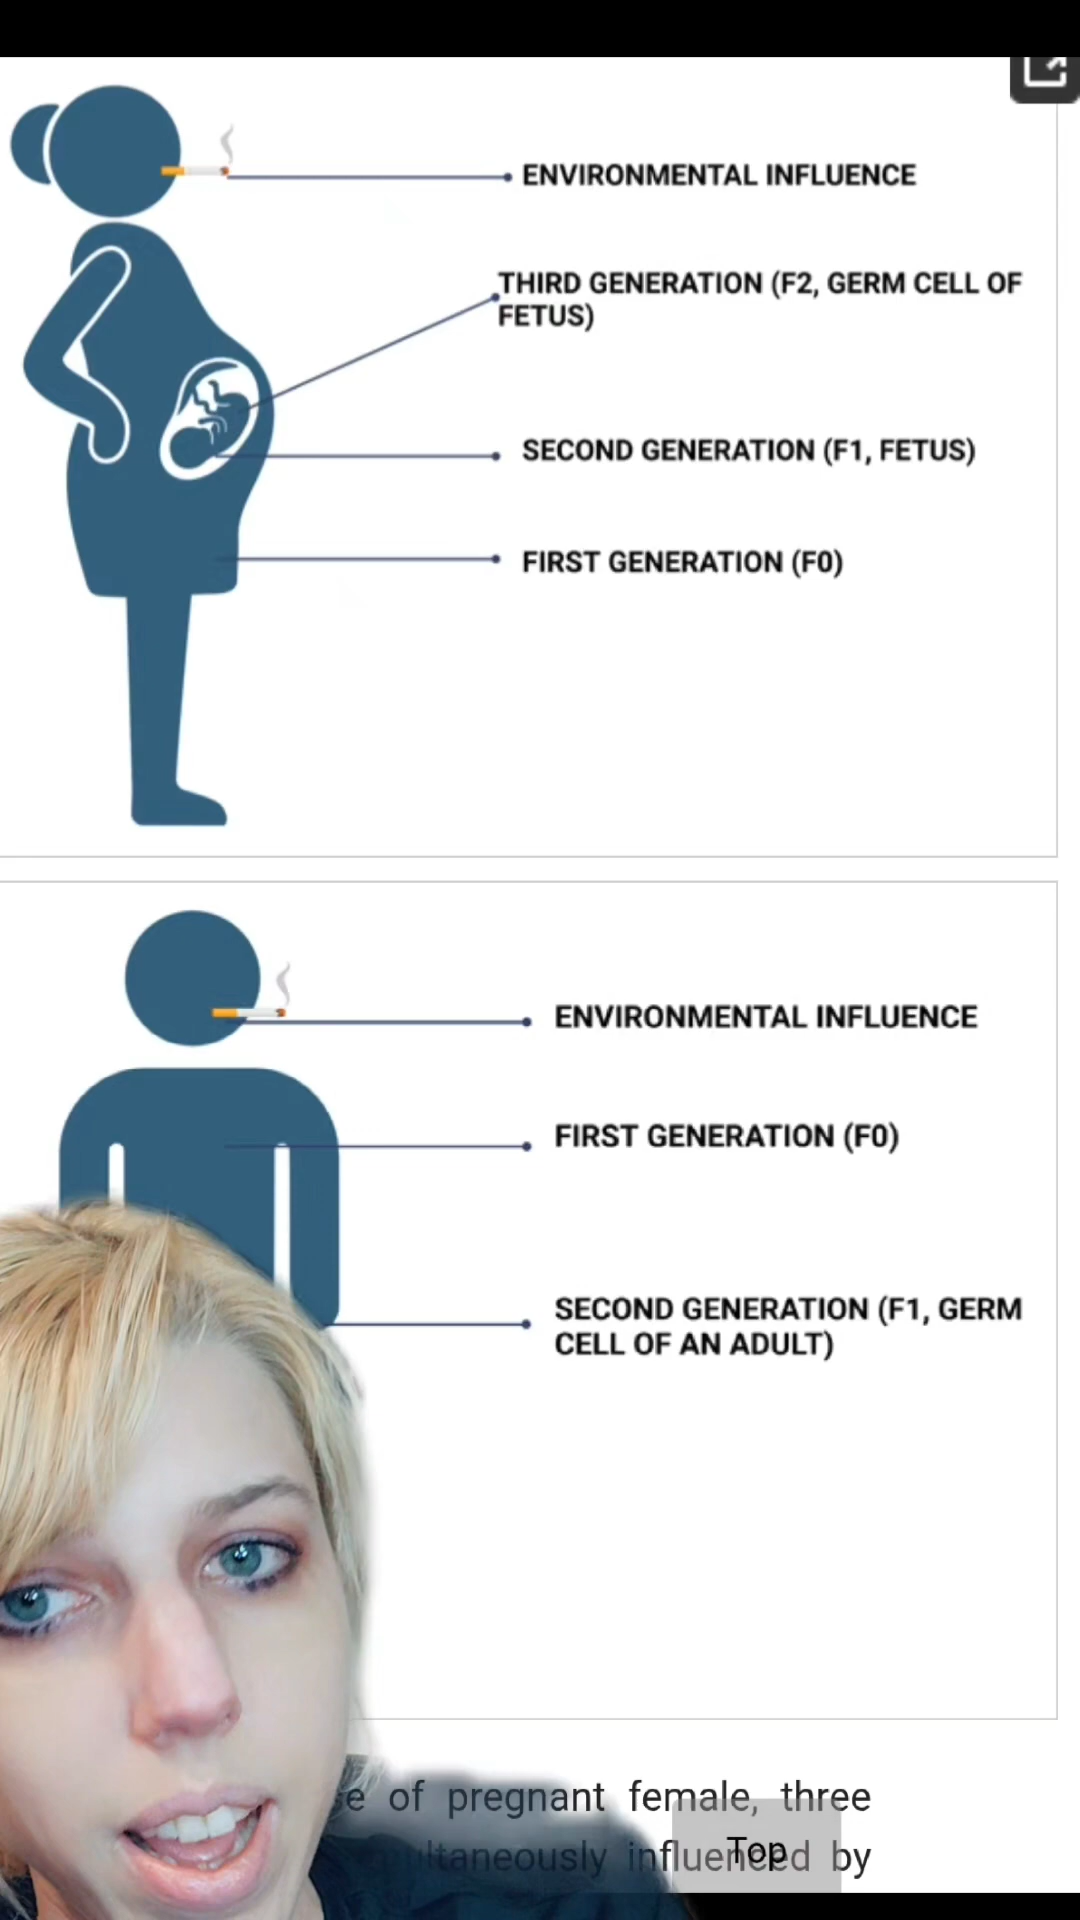 ENVIRONMENTAL INFLUENCE
THIRD GENERATION (F2, GERM CELL OF
FETUS)
SECOND GENERATION (F1, FETUS)
FIRST GENERATION (F0)
ENVIRONMENTAL INFLUENCE
FIRST GENERATION (F0)
SECOND GENERATION (F1, GERM
CELL OF AN ADULT)
of pregnant female, three
influenced by
Top